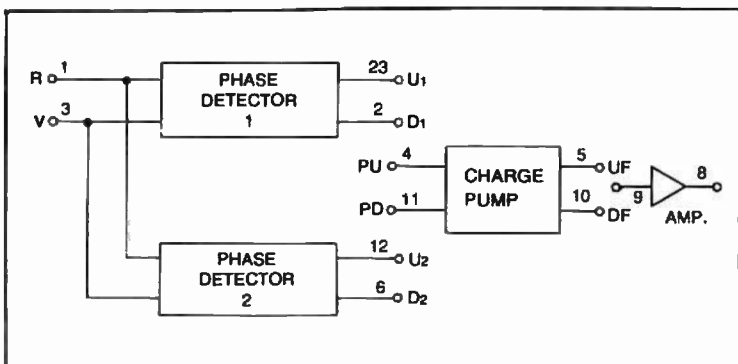 R 1
V 3
PHASE
DETECTOR
1
23 U1
2 D1
PU 4
PD 11
CHARGE
PUMP
5 UF
10 DF
9
8
AMP.
PHASE
DETECTOR
2
12 U2
6 D2